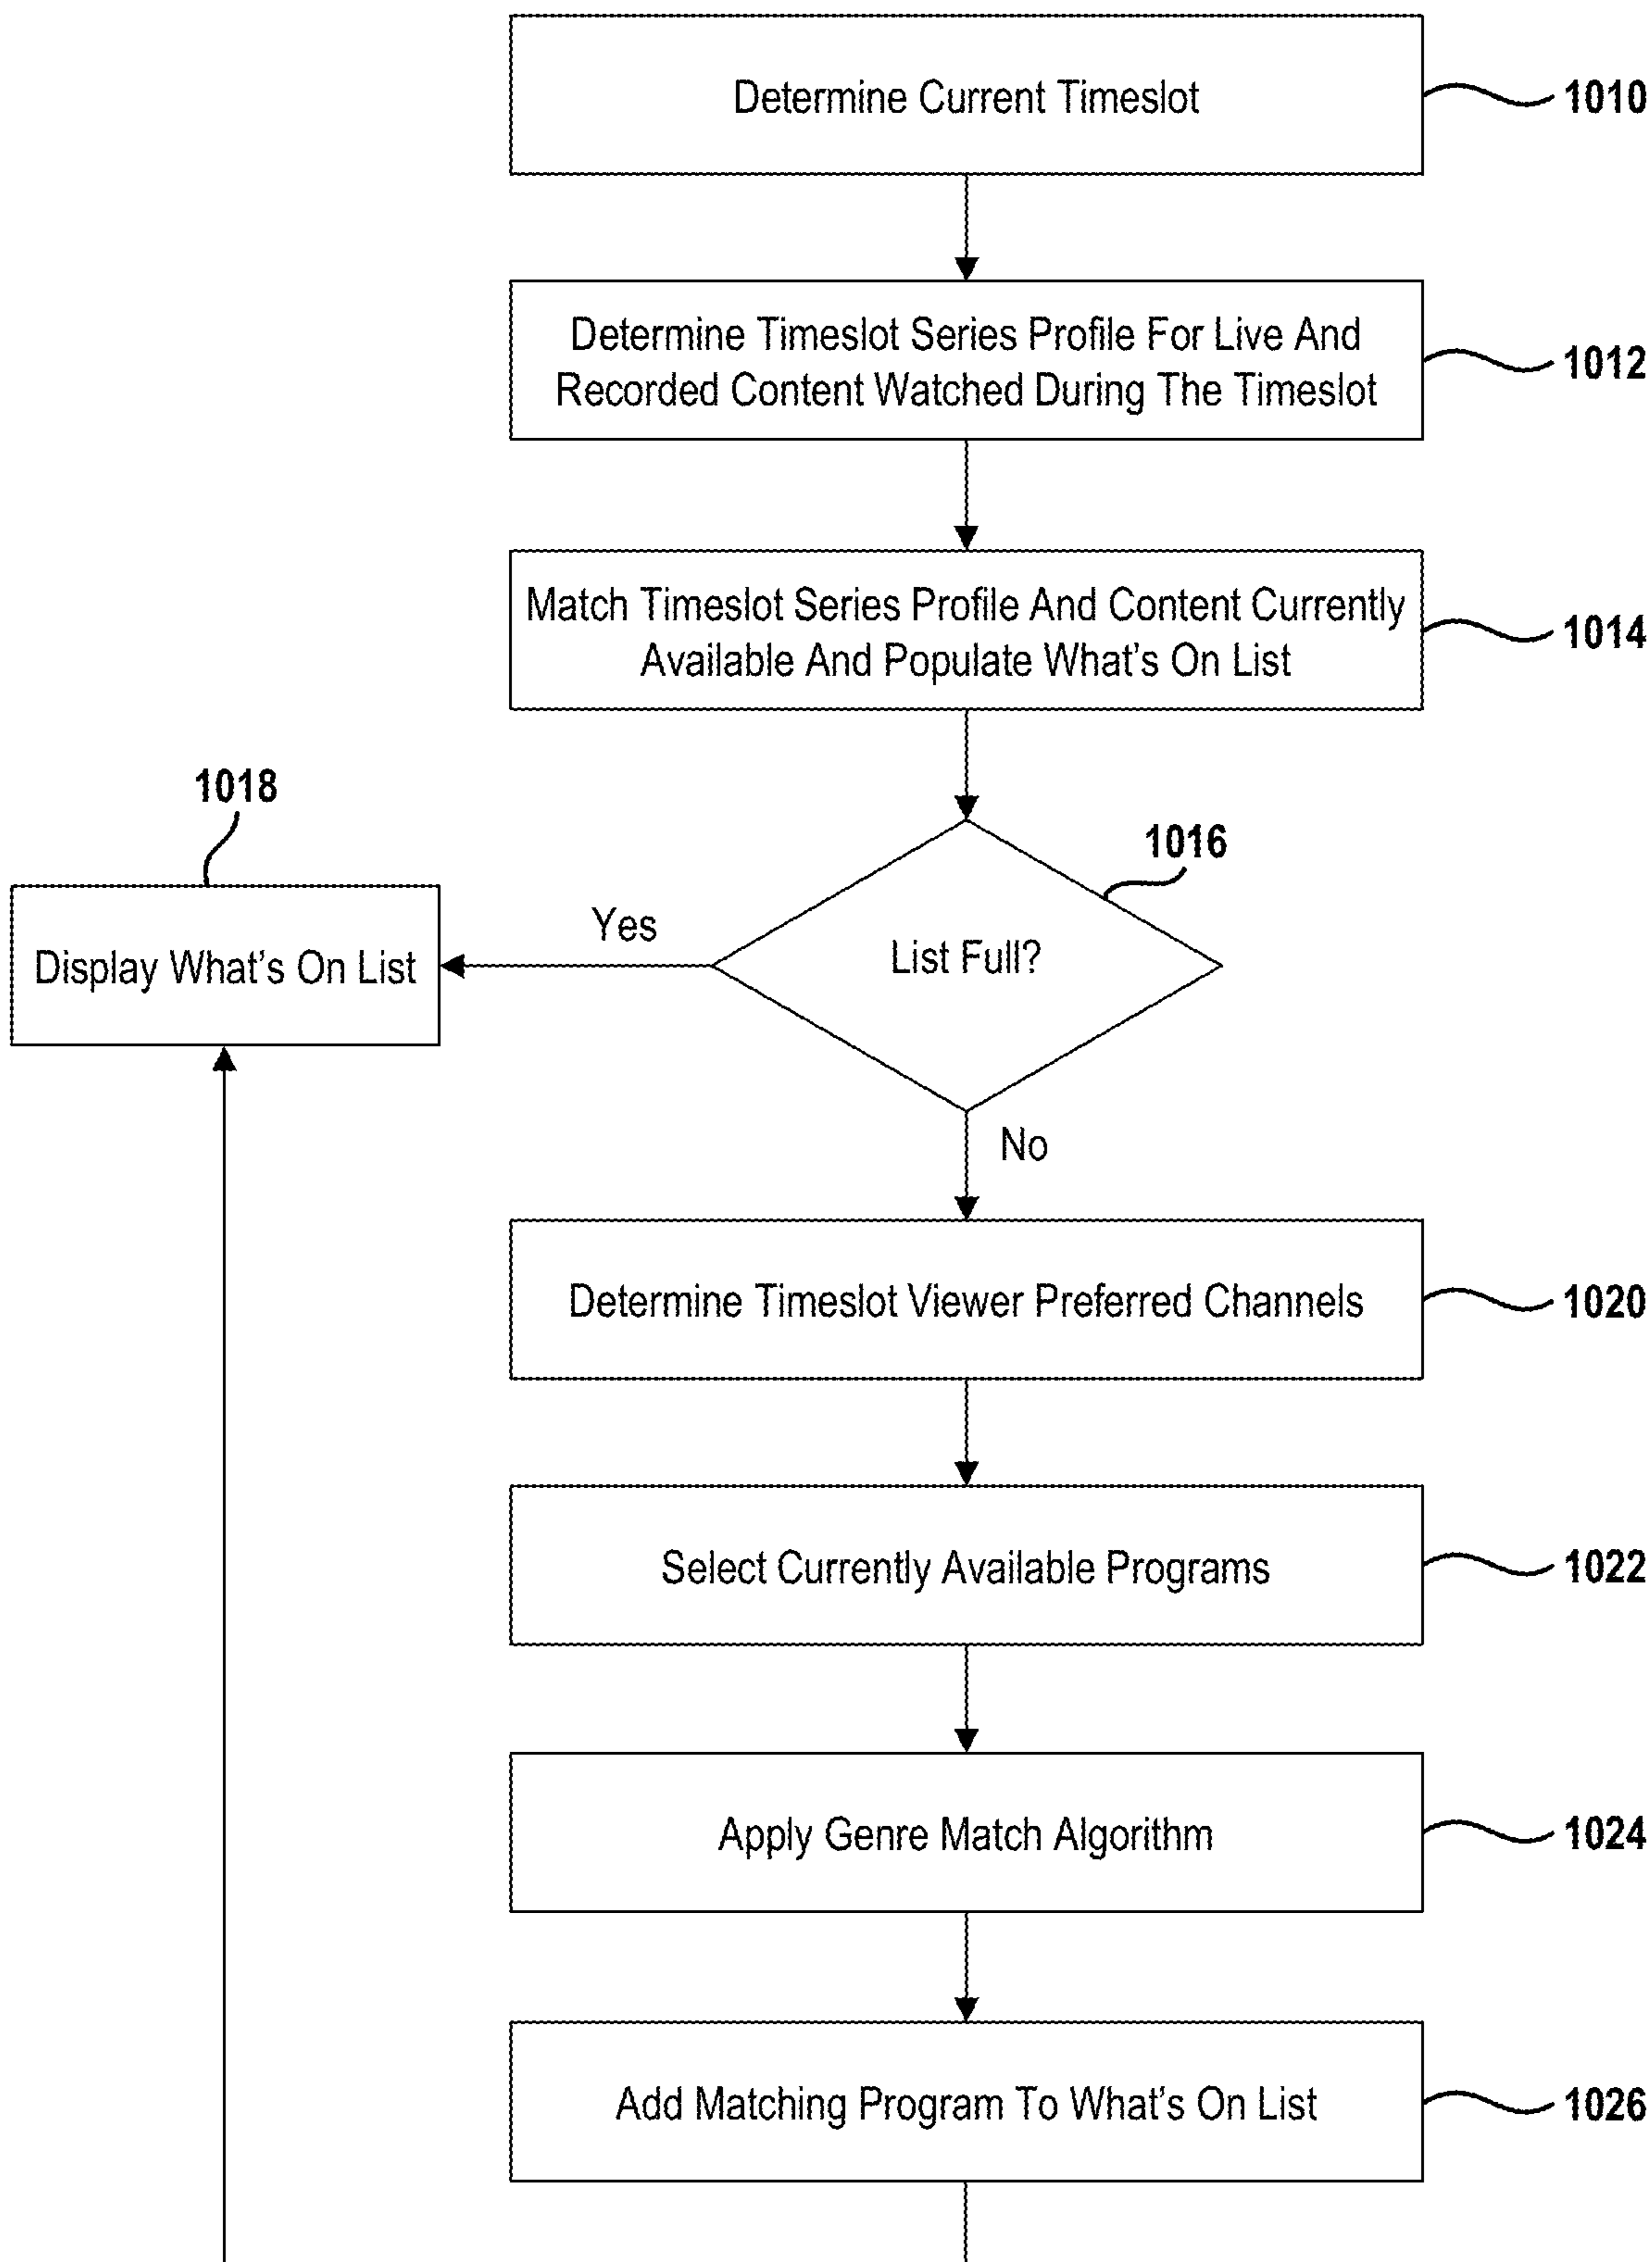 Determine Current Timeslot
1010
Determine Timeslot Series Profile For Live And
Recorded Content Watched During The Timeslot
1012
Match Timeslot Series Profile And Content Currently
Available And Populate What's On List
1014
1018
1016
Display What's On List
Yes
List Full?
No
Determine Timeslot Viewer Preferred Channels
1020
Select Currently Available Programs
1022
Apply Genre Match Algorithm
1024
Add Matching Program To What's On List
1026